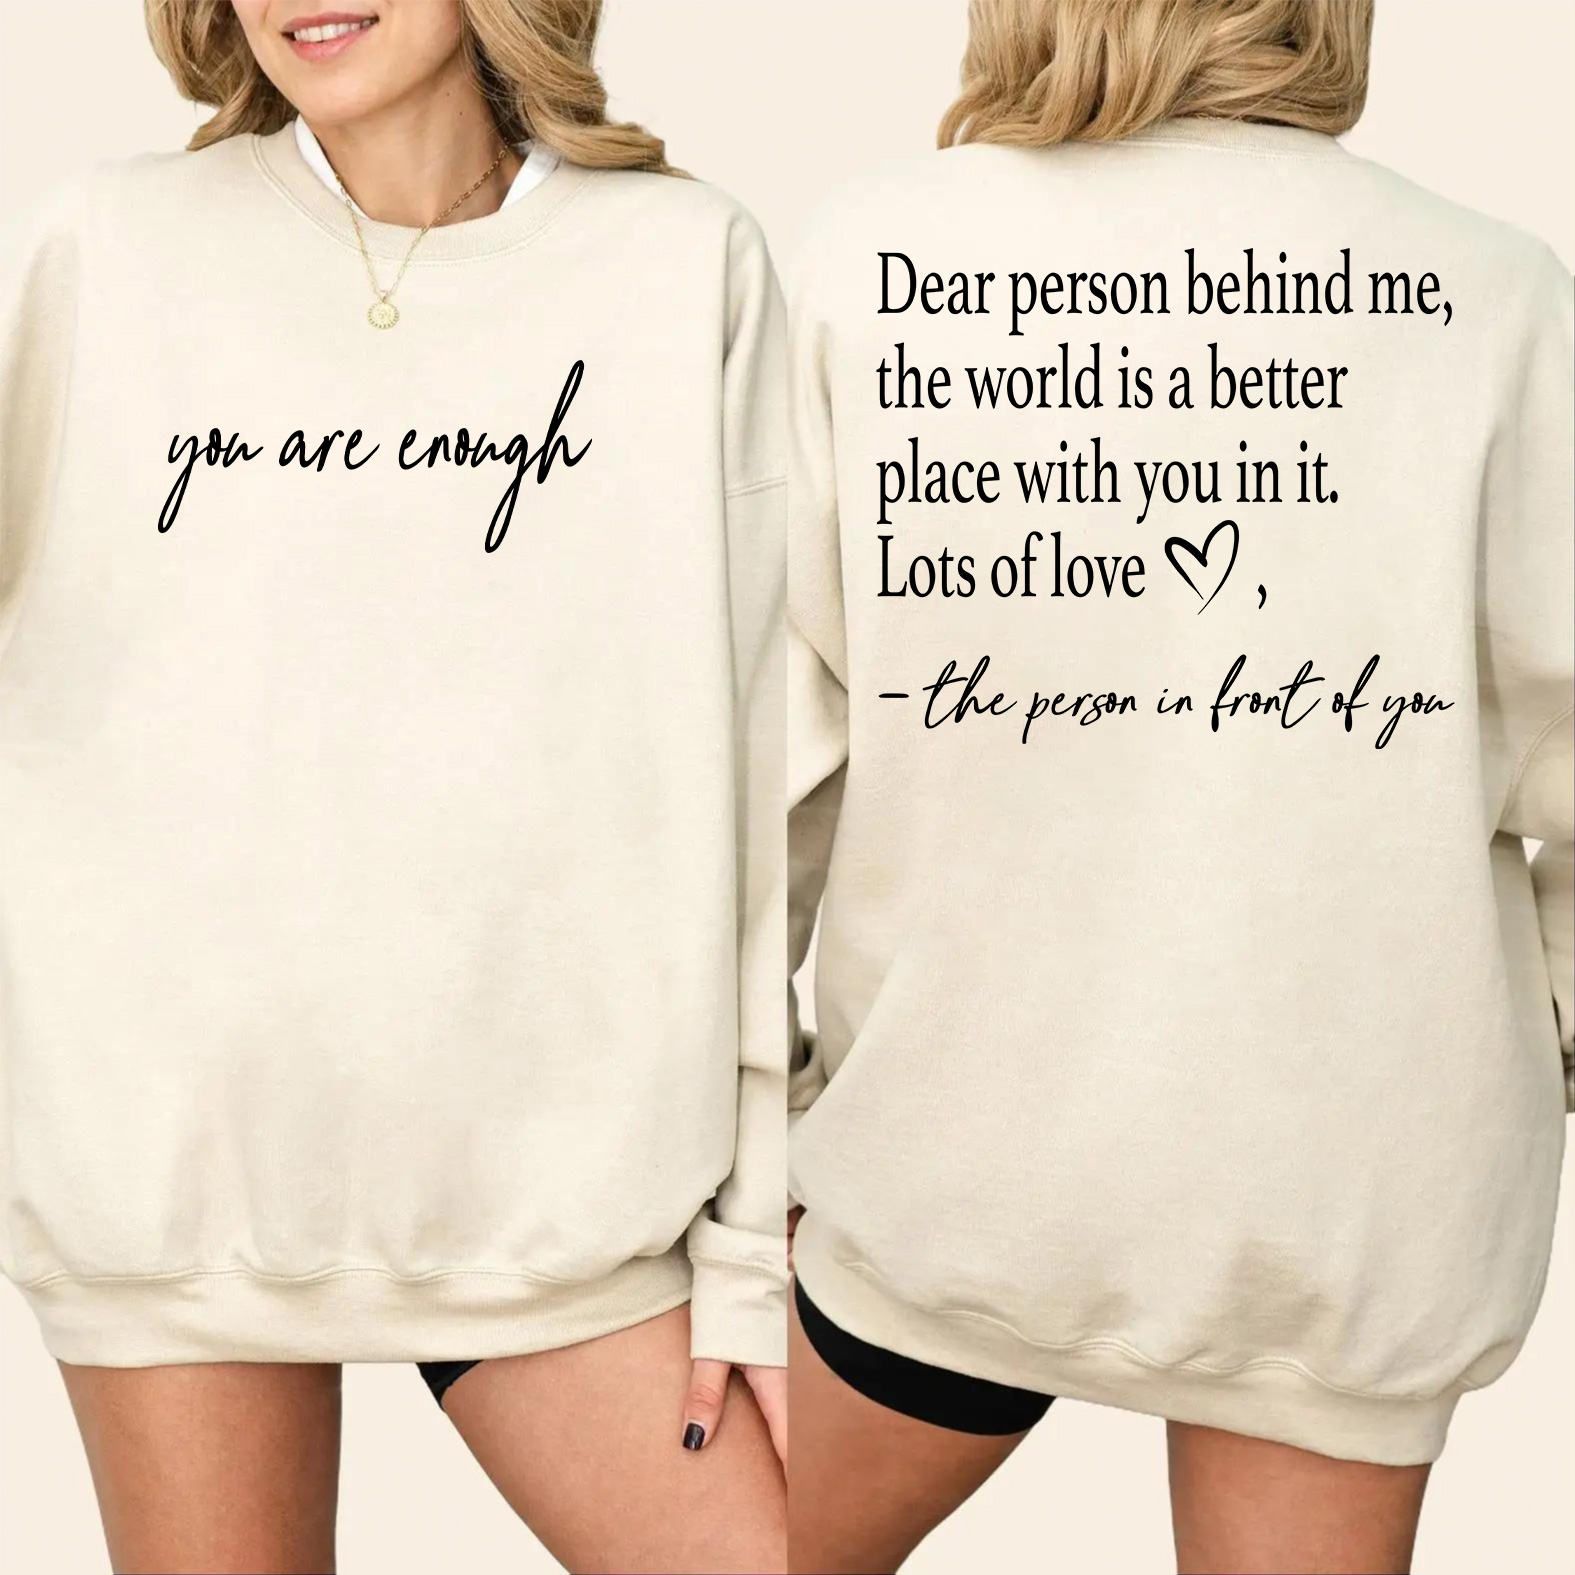 you are enough
Dear person behind me,
the world is a better
place with you in it.
Lots of love ♡ ,
– the person in front of you